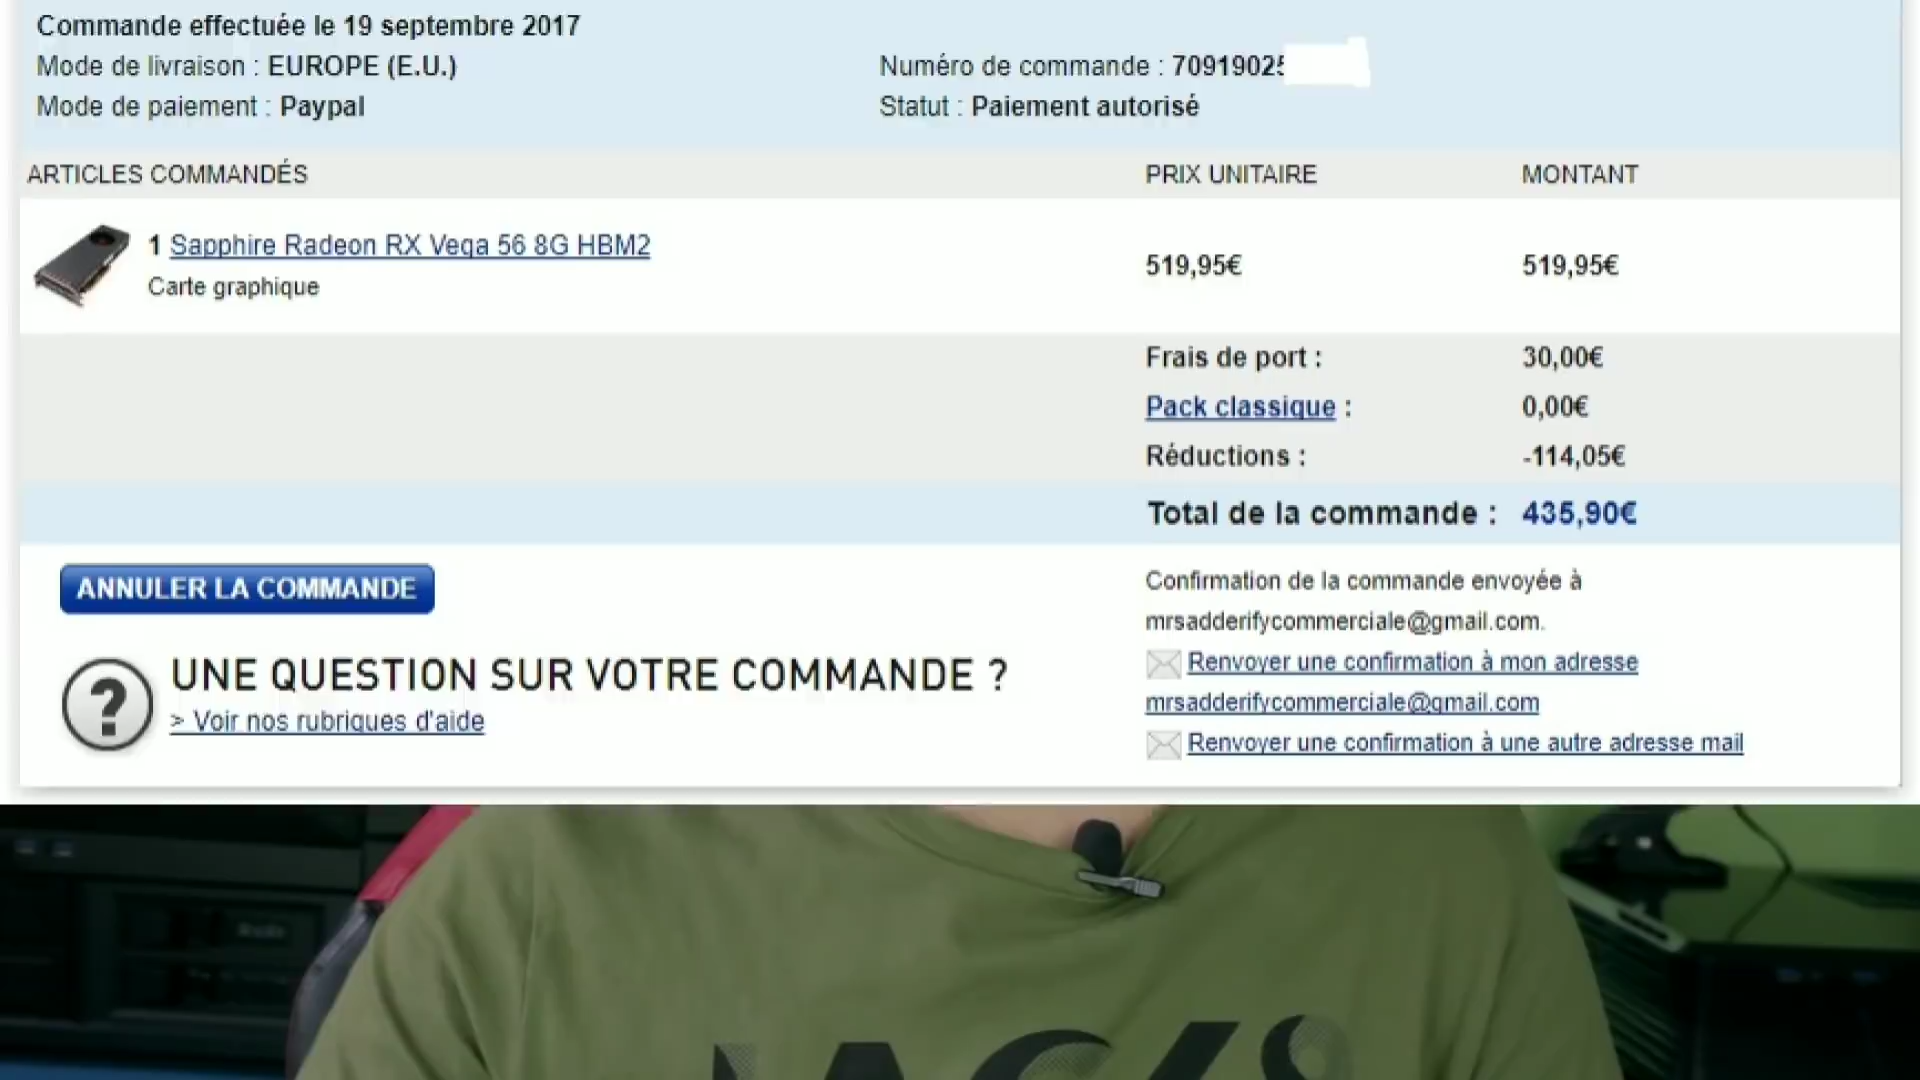 Commande effectuée le 19 septembre 2017
Mode de livraison : EUROPE (E.U.)
Numéro de commande : 70919025
Mode de paiement : Paypal
Statut : Paiement autorisé
ARTICLES COMMANDÉS PRIX UNITAIRE MONTANT
1 Sapphire Radeon RX Vega 56 8G HBM2
Carte graphique
519,95€ 519,95€
Frais de port : 30,00€
Pack classique : 0,00€
Réductions : -114,05€
Total de la commande : 435,90€
ANNULER LA COMMANDE
UNE QUESTION SUR VOTRE COMMANDE ?
> Voir nos rubriques d'aide
Confirmation de la commande envoyée à
mrsadderifycommerciale@gmail.com.
Renvoyer une confirmation à mon adresse
mrsadderifycommerciale@gmail.com
Renvoyer une confirmation à une autre adresse mail